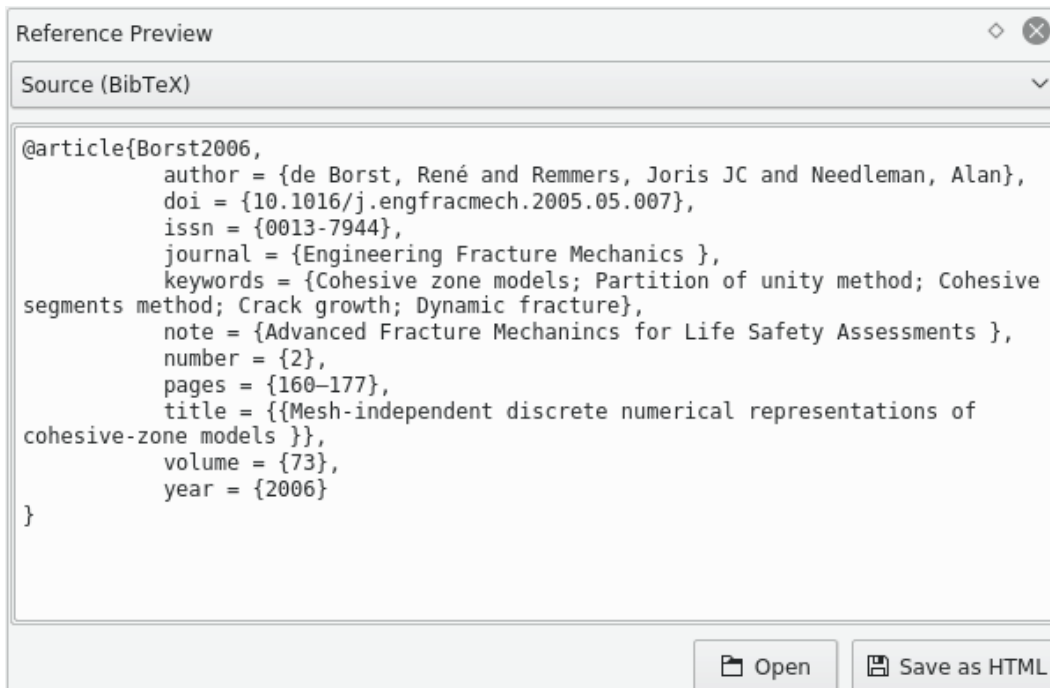 Reference Preview
Source (BibTeX)
@article{Borst2006,
author = {de Borst, René and Remmers, Joris JC and Needleman, Alan},
doi = {10.1016/j.engfracmech.2005.05.007},
issn = {0013-7944},
journal = {Engineering Fracture Mechanics },
keywords = {Cohesive zone models; Partition of unity method; Cohesive
segments method; Crack growth; Dynamic fracture},
note = {Advanced Fracture Mechanincs for Life Safety Assessments },
number = {2},
pages = {160–177},
title = {{Mesh-independent discrete numerical representations of
cohesive-zone models }},
volume = {73},
year = {2006}
}
Open Save as HTML